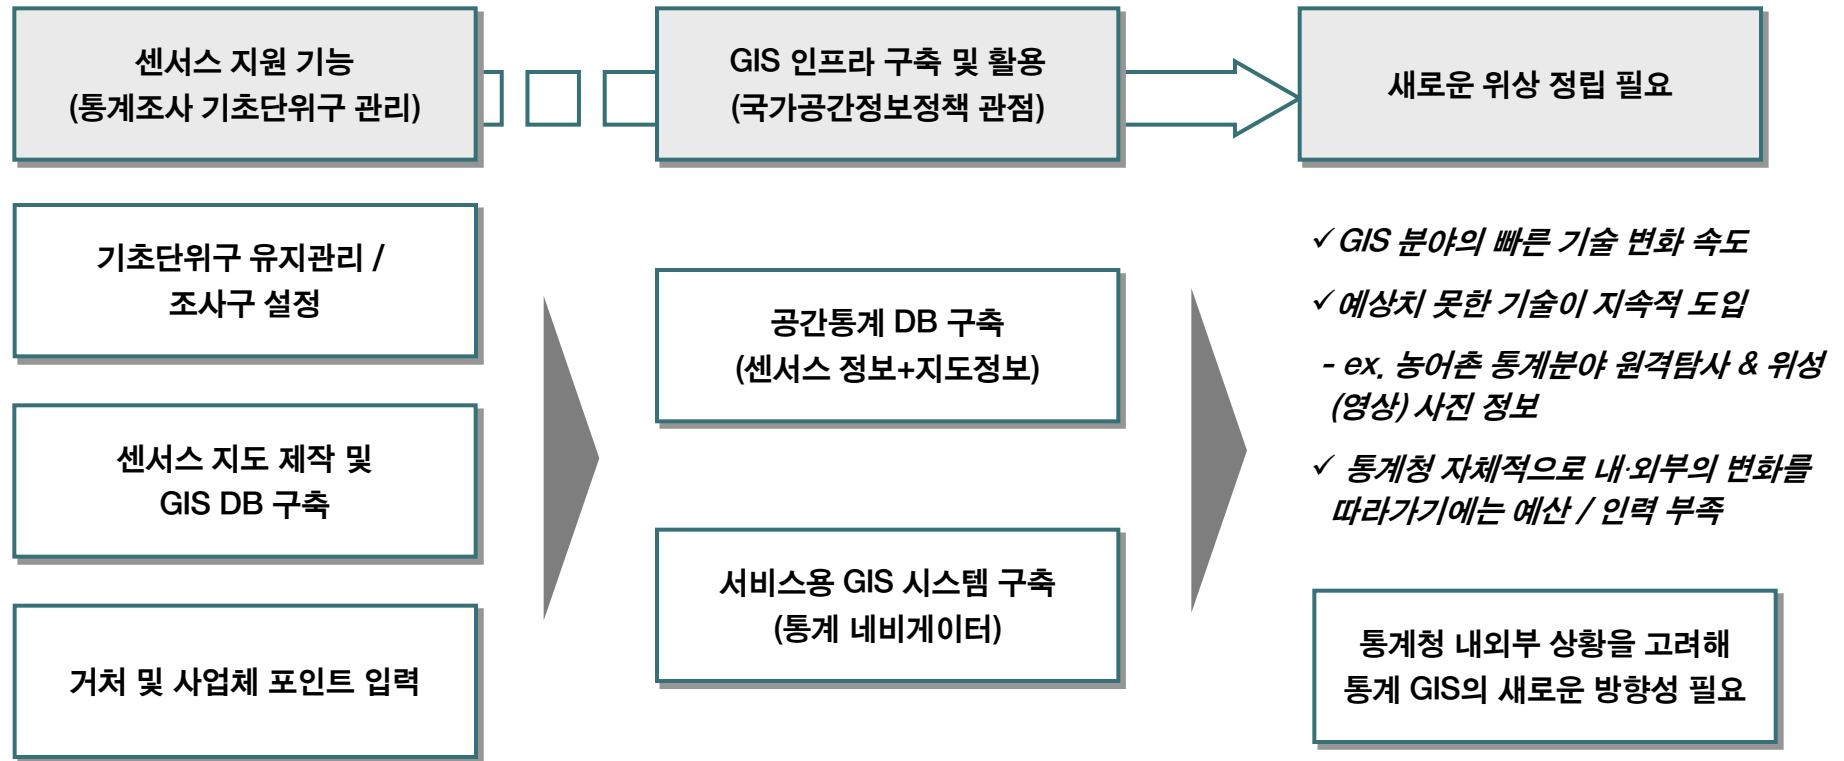 센서스 지원 기능
(통계조사 기초단위구 관리)
GIS 인프라 구축 및 활용
(국가공간정보정책 관점)
새로운 위상 정립 필요
기초단위구 유지관리 /
조사구 설정
센서스 지도 제작 및
GIS DB 구축
거처 및 사업체 포인트 입력
공간통계 DB 구축
(센서스 정보+지도정보)
서비스용 GIS 시스템 구축
(통계 네비게이터)
✓GIS 분야의 빠른 기술 변화 속도
✓예상치 못한 기술이 지속적 도입
- ex. 농어촌 통계분야 원격탐사 & 위성
(영상) 사진 정보
✓ 통계청 자체적으로 내·외부의 변화를
따라가기에는 예산 / 인력 부족
통계청 내외부 상황을 고려해
통계 GIS의 새로운 방향성 필요